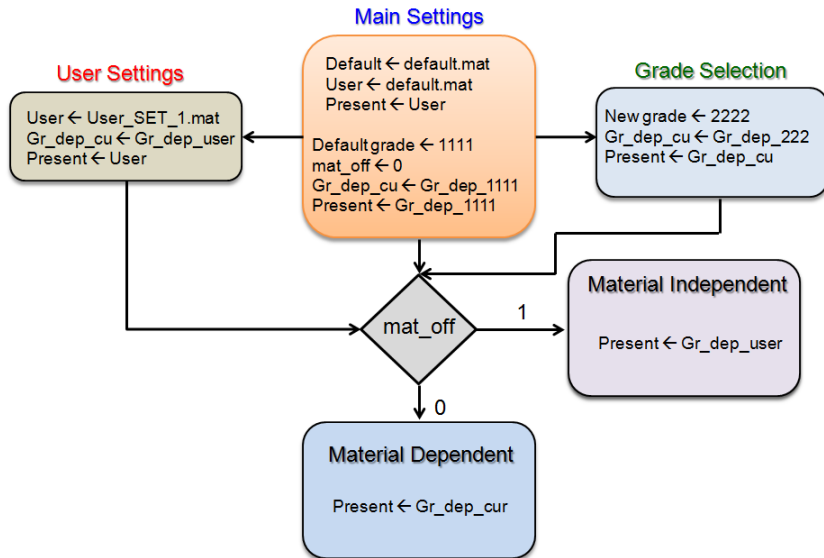 Main Settings
Default ← default.mat
User ← default.mat
Present ← User
Default grade ← 1111
mat_off ← 0
Gr_dep_cu ← Gr_dep_1111
Present ← Gr_dep_1111
User Settings
User ← User_SET_1.mat
Gr_dep_cu ← Gr_dep_user
Present ← User
Grade Selection
New grade ← 2222
Gr_dep_cu ← Gr_dep_222
Present ← Gr_dep_cu
mat_off
1
Material Independent
Present ← Gr_dep_user
0
Material Dependent
Present ← Gr_dep_cur